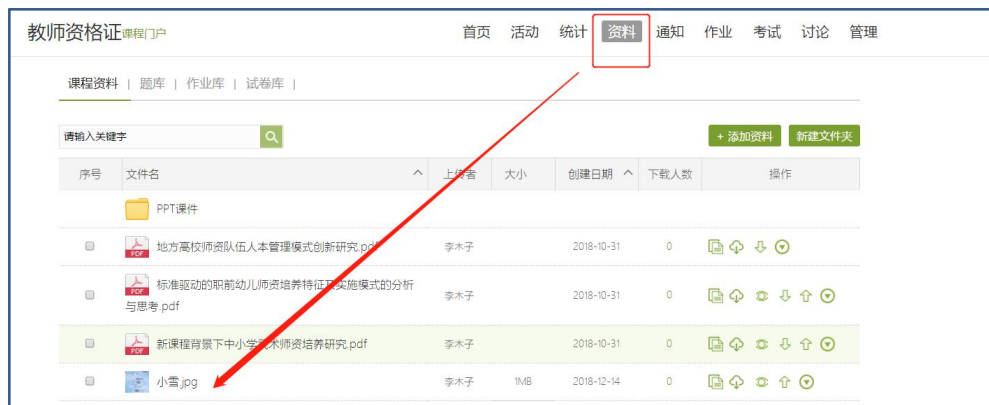 教师资格证课程门户 首页 活动 统计 资料 通知 作业 考试 讨论 管理
课程资料 | 题库 | 作业库 | 试卷库 |
请输入关键字 + 添加资料 新建文件夹
序号 文件名 上传者 大小 创建日期 下载人数 操作
PPT课件
PDF 地方高校师资队伍人本管理模式创新研究.pdf 李木子 2018-10-31 0
PDF 标准驱动的职前幼儿师资培养特征及实施模式的分析 李木子 2018-10-31 0
与思考.pdf
PDF 新课程背景下中小学美术师资培养研究.pdf 李木子 2018-10-31 0
小雪.jpg 李木子 1MB 2018-12-14 0